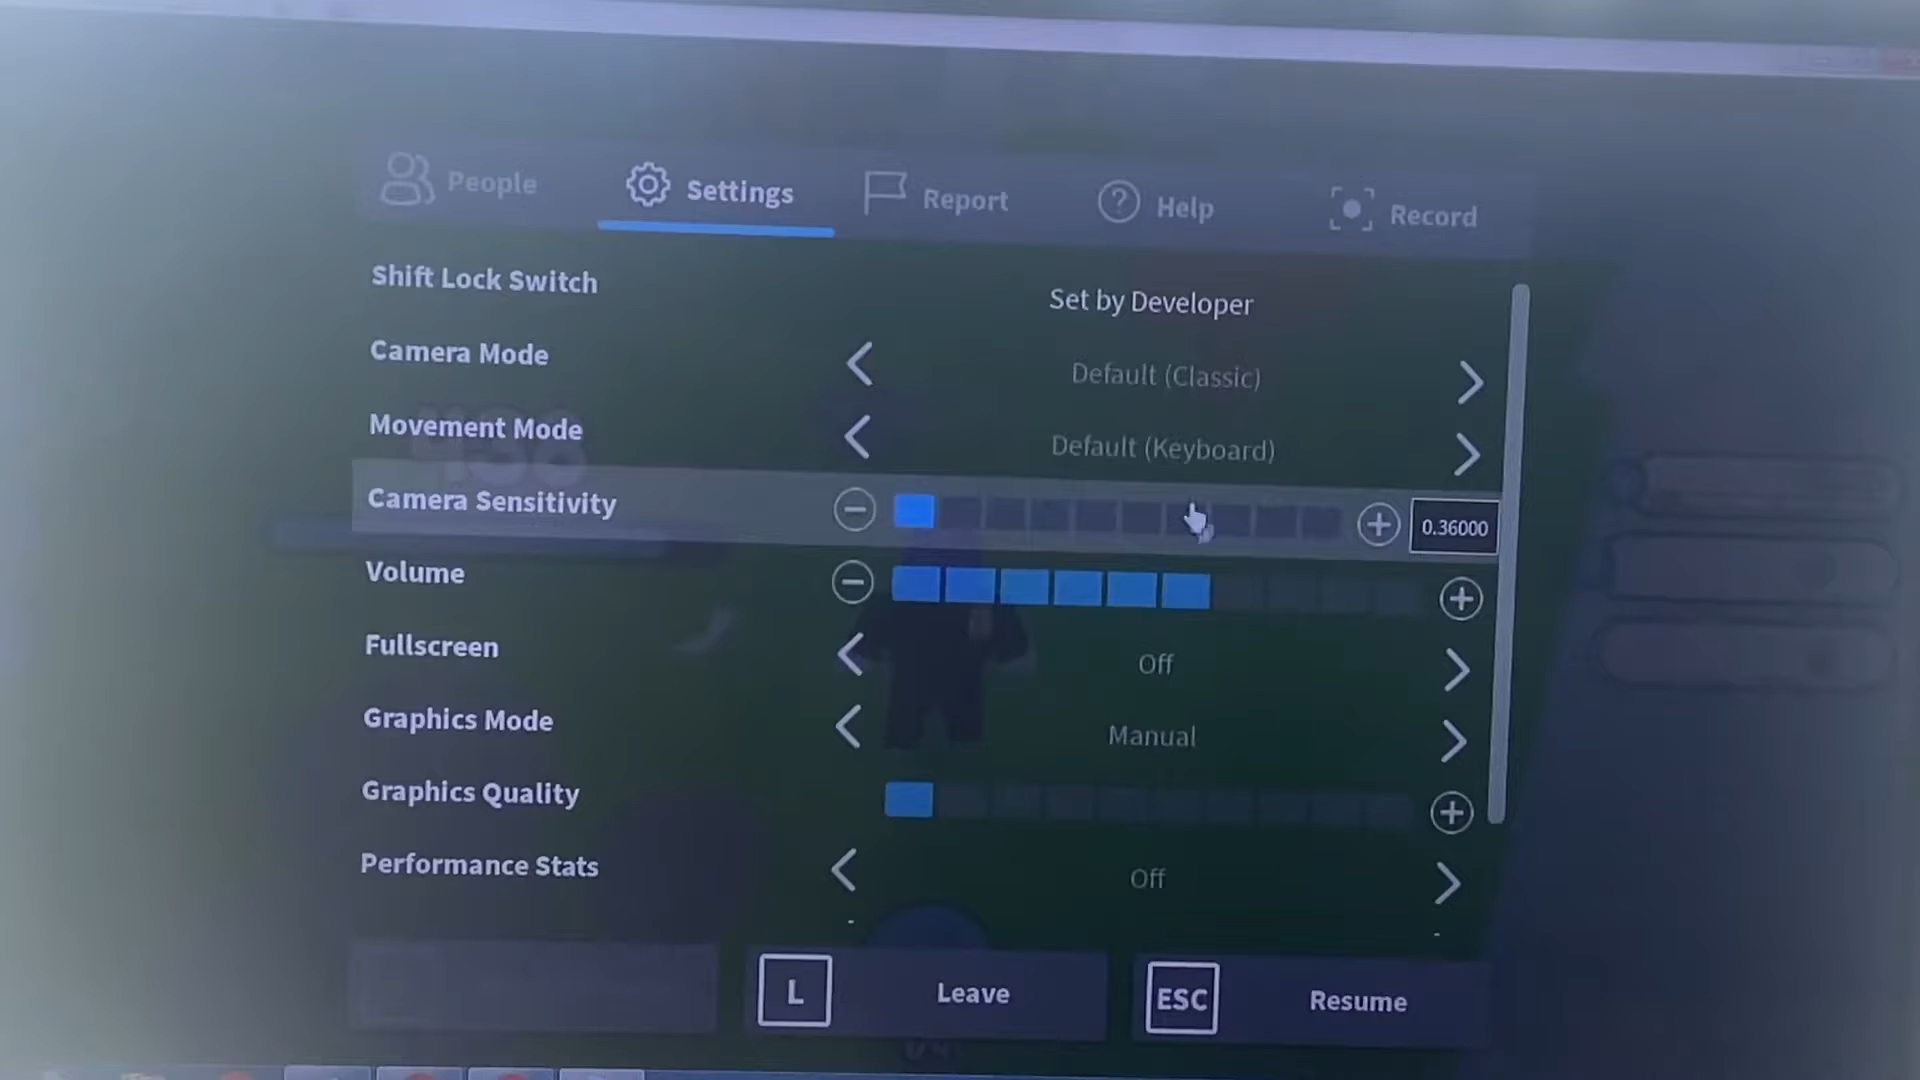 People
Settings
Report
Help
Record
Shift Lock Switch
Set by Developer
Camera Mode
Default (Classic)
Movement Mode
Default (Keyboard)
Camera Sensitivity
0.36000
Volume
Fullscreen
Off
Graphics Mode
Manual
Graphics Quality
Performance Stats
Off
L
Leave
ESC
Resume